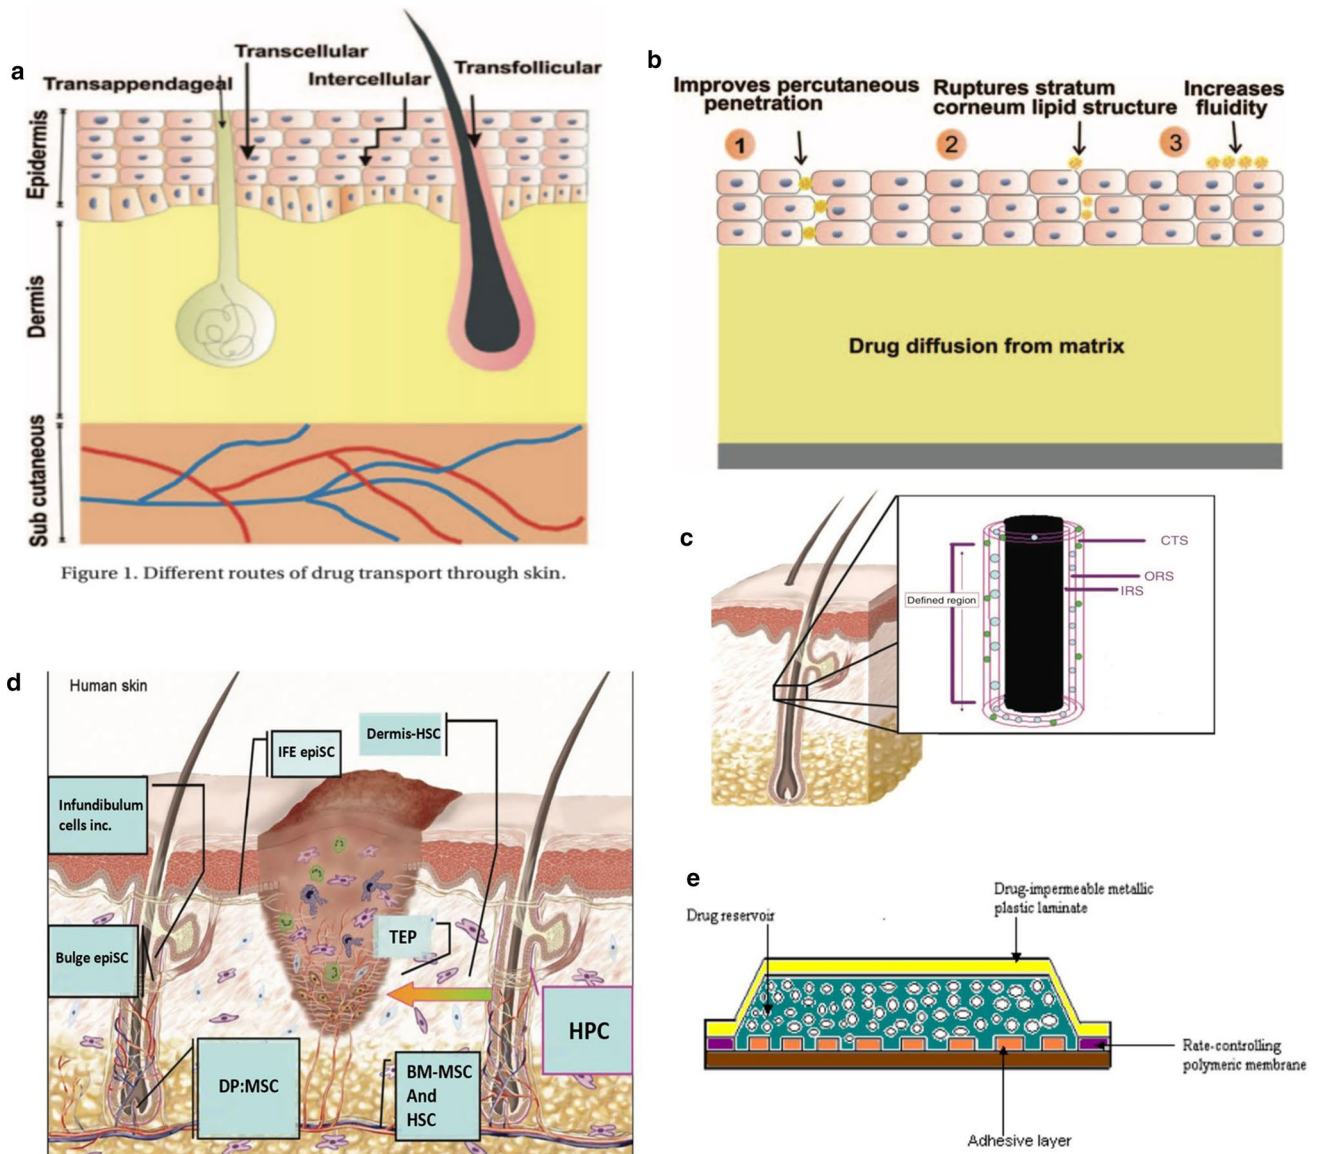 a
Transcellular
Intercellular
Transfollicular
Transappendageal
Epidermis
Dermis
Sub cutaneous
Figure 1. Different routes of drug transport through skin.
b
Improves percutaneous
penetration
Ruptures stratum
corneum lipid structure
Increases
fluidity
1
2
3
Drug diffusion from matrix
c
CTS
ORS
IRS
Defined region
d
Human skin
IFE epiSC
Dermis-HSC
Infundibulum
cells inc.
Bulge epiSC
TEP
HPC
DP:MSC
BM-MSC
And
HSC
e
Drug-impermeable metallic
plastic laminate
Drug reservoir
Rate-controlling
polymeric membrane
Adhesive layer